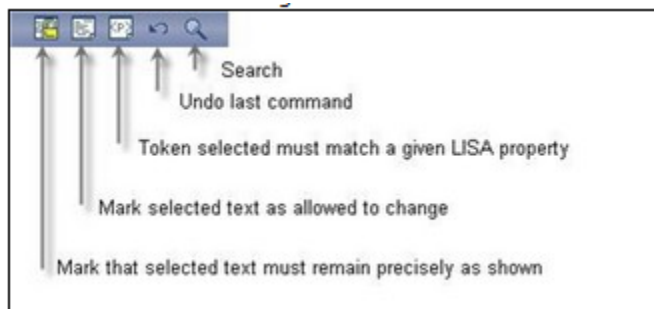 Search
Undo last command
Token selected must match a given LISA property
Mark selected text as allowed to change
Mark that selected text must remain precisely as shown